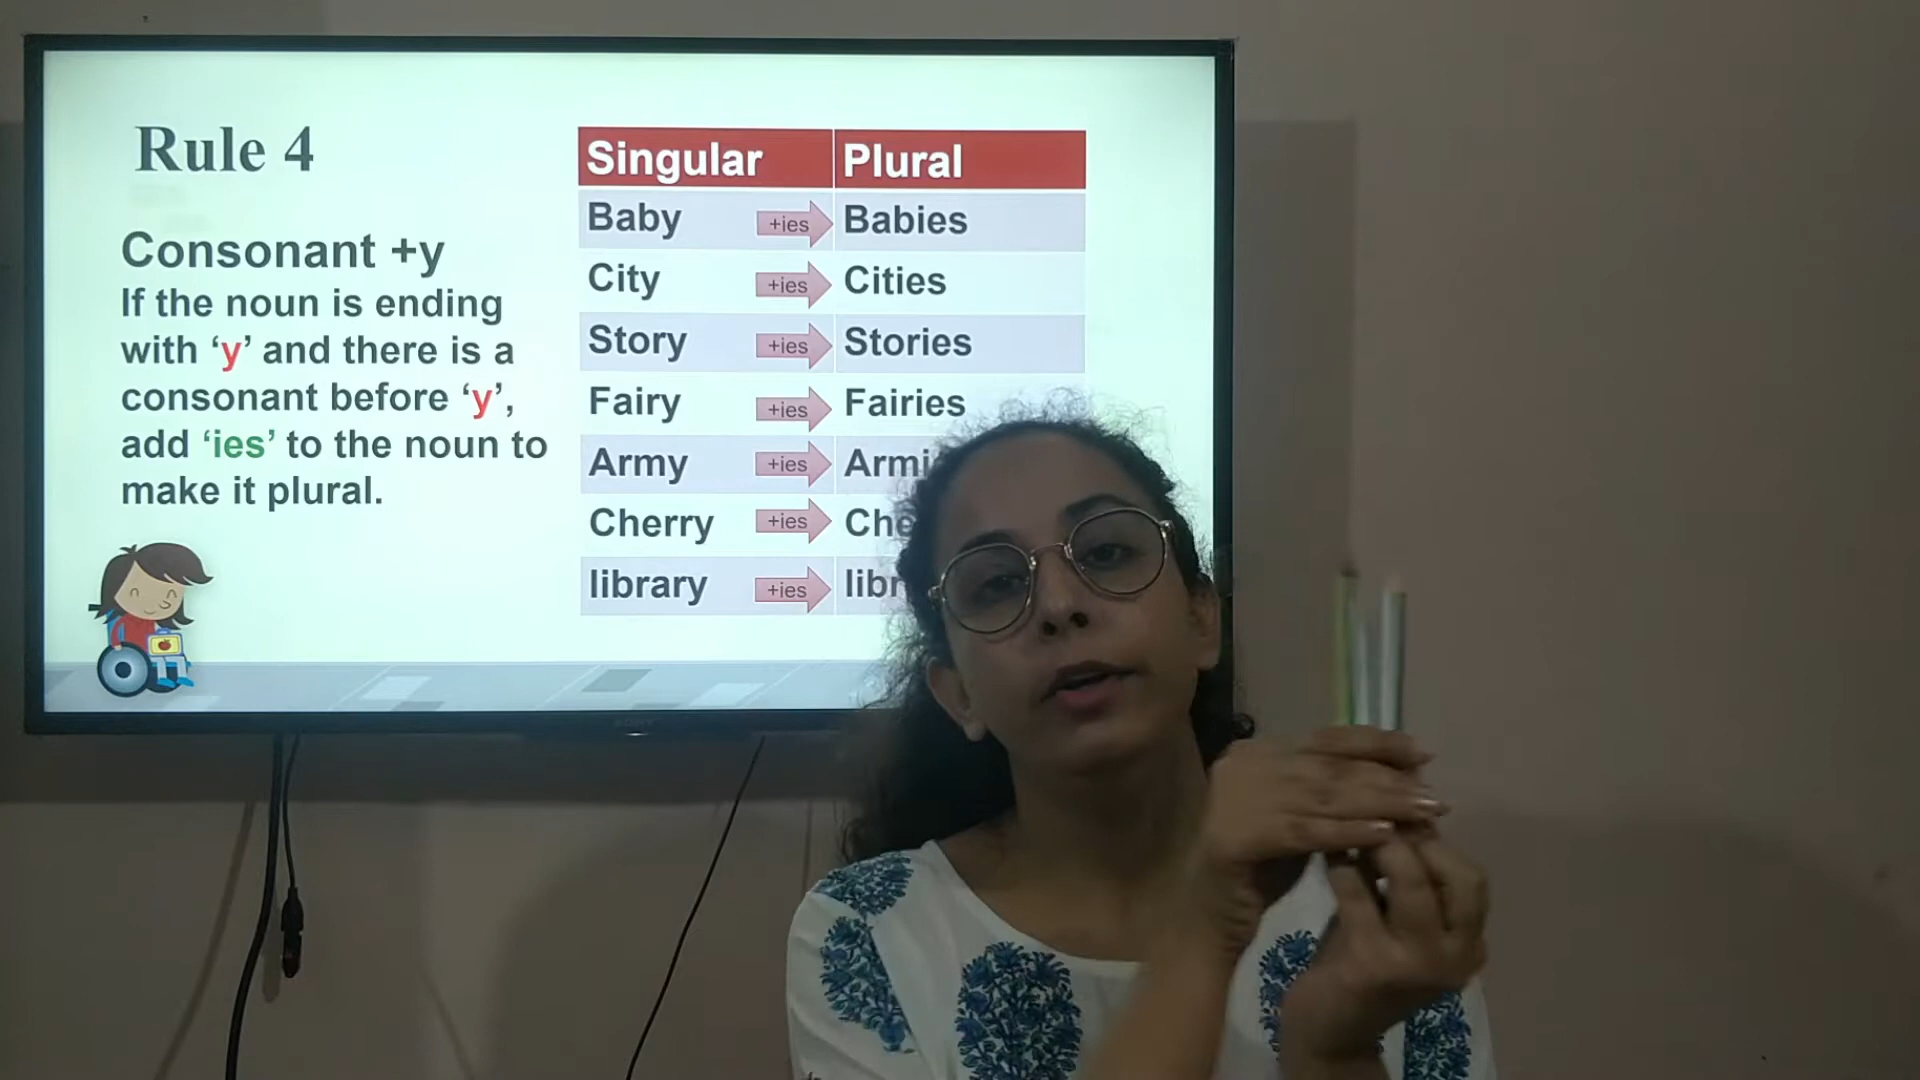 Rule 4
Consonant +y
If the noun is ending
with ‘y’ and there is a
consonant before ‘y’,
add ‘ies’ to the noun to
make it plural.
Singular Plural
Baby +ies Babies
City +ies Cities
Story +ies Stories
Fairy +ies Fairies
Army +ies
Cherry +ies
library +ies
SONY